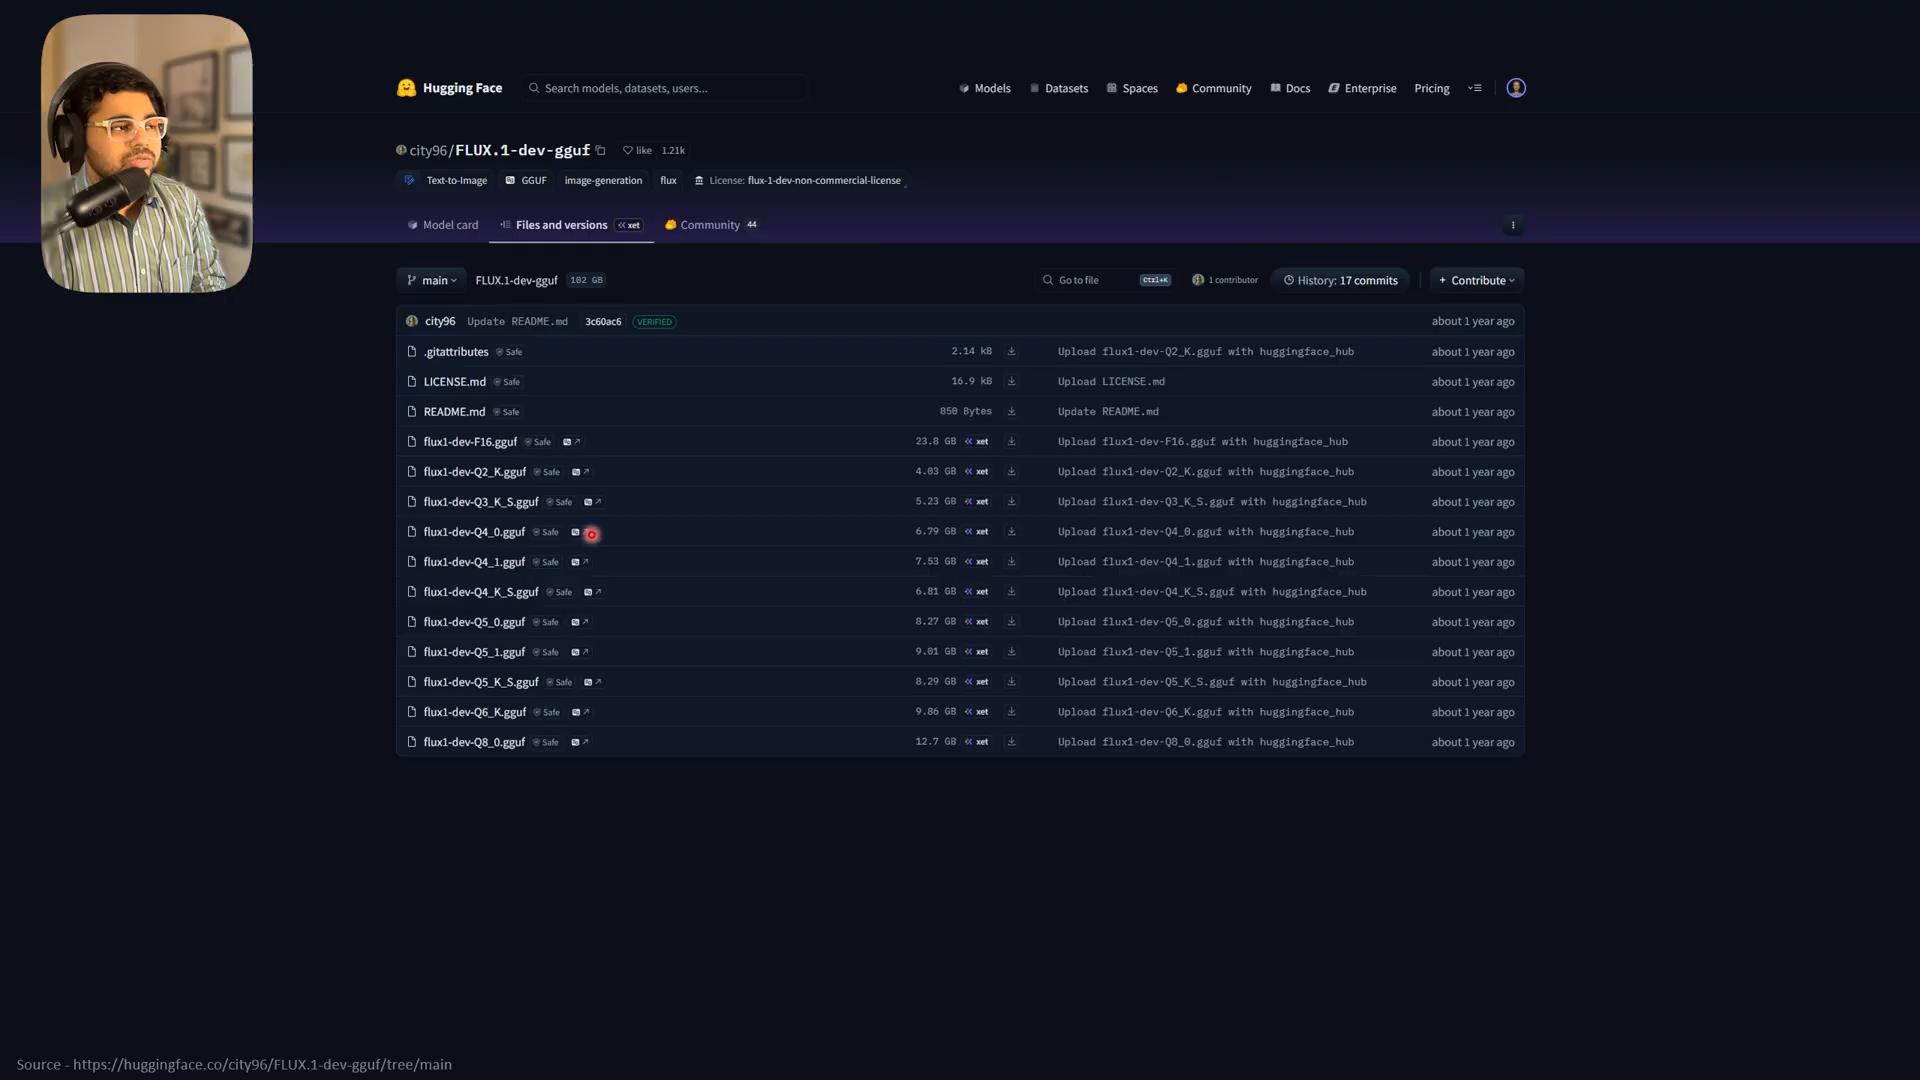 Hugging Face Search models, datasets, users... Models Datasets Spaces Community Docs Enterprise Pricing
city96/FLUX.1-dev-gguf like 1.21k
Text-to-Image GGUF image-generation flux License: flux-1-dev-non-commercial-license
Model card Files and versions xet Community 44
main FLUX.1-dev-gguf 102 GB Go to file Ctrl+K 1 contributor History: 17 commits + Contribute
city96 Update README.md 3c60ac6 VERIFIED about 1 year ago
.gitattributes Safe 2.14 kB Upload flux1-dev-Q2_K.gguf with huggingface_hub about 1 year ago
LICENSE.md Safe 16.9 kB Upload LICENSE.md about 1 year ago
README.md Safe 850 Bytes Update README.md about 1 year ago
flux1-dev-F16.gguf Safe 23.8 GB xet Upload flux1-dev-F16.gguf with huggingface_hub about 1 year ago
flux1-dev-Q2_K.gguf Safe 4.03 GB xet Upload flux1-dev-Q2_K.gguf with huggingface_hub about 1 year ago
flux1-dev-Q3_K_S.gguf Safe 5.23 GB xet Upload flux1-dev-Q3_K_S.gguf with huggingface_hub about 1 year ago
flux1-dev-Q4_0.gguf Safe 6.79 GB xet Upload flux1-dev-Q4_0.gguf with huggingface_hub about 1 year ago
flux1-dev-Q4_1.gguf Safe 7.53 GB xet Upload flux1-dev-Q4_1.gguf with huggingface_hub about 1 year ago
flux1-dev-Q4_K_S.gguf Safe 6.81 GB xet Upload flux1-dev-Q4_K_S.gguf with huggingface_hub about 1 year ago
flux1-dev-Q5_0.gguf Safe 8.27 GB xet Upload flux1-dev-Q5_0.gguf with huggingface_hub about 1 year ago
flux1-dev-Q5_1.gguf Safe 9.01 GB xet Upload flux1-dev-Q5_1.gguf with huggingface_hub about 1 year ago
flux1-dev-Q5_K_S.gguf Safe 8.29 GB xet Upload flux1-dev-Q5_K_S.gguf with huggingface_hub about 1 year ago
flux1-dev-Q6_K.gguf Safe 9.86 GB xet Upload flux1-dev-Q6_K.gguf with huggingface_hub about 1 year ago
flux1-dev-Q8_0.gguf Safe 12.7 GB xet Upload flux1-dev-Q8_0.gguf with huggingface_hub about 1 year ago
Source - https://huggingface.co/city96/FLUX.1-dev-gguf/tree/main